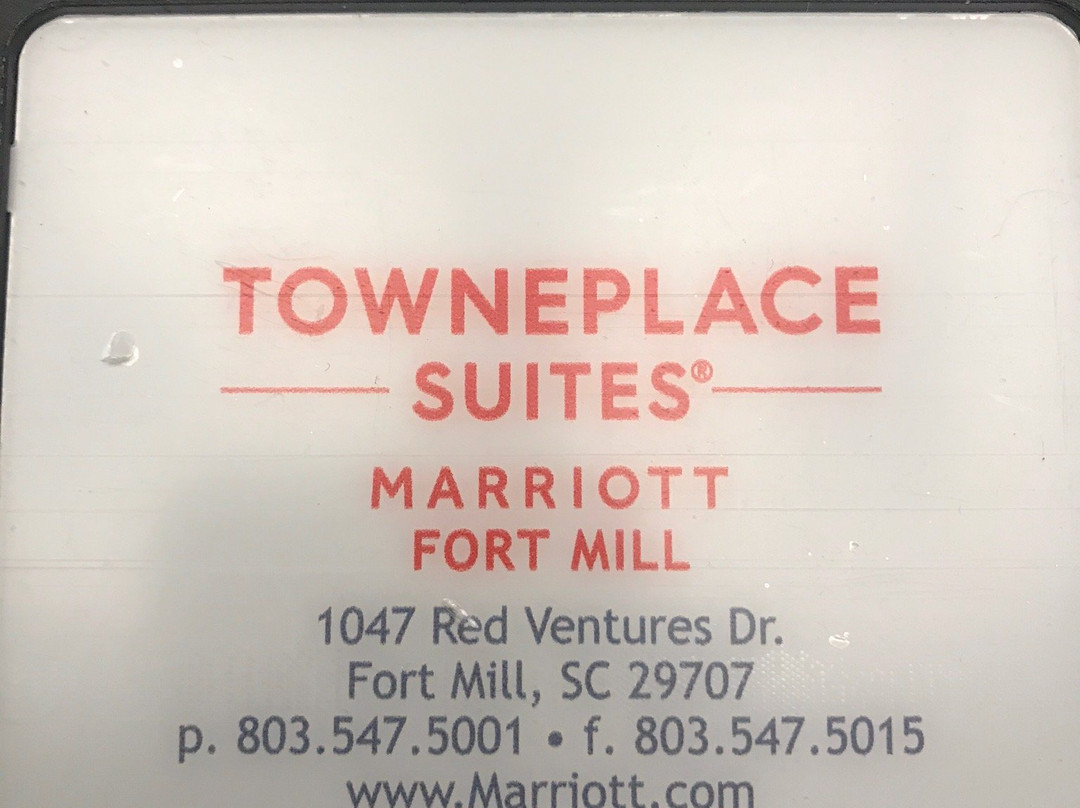 TOWNEPLACE
SUITES®
MARRIOTT
FORT MILL
1047 Red Ventures Dr.
Fort Mill, SC 29707
p. 803.547.5001 • f. 803.547.5015
www.Marriott.com